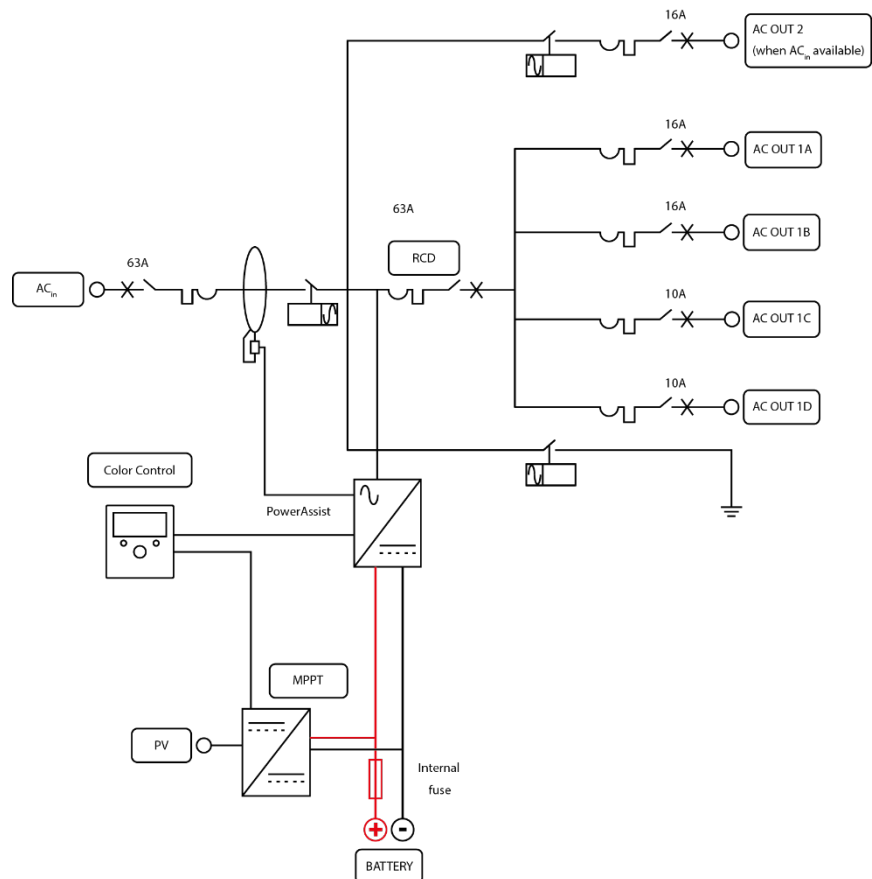 16A
AC OUT 2
(when ACin available)
16A
AC OUT 1A
16A
AC OUT 1B
63A
RCD
63A
ACin
10A
AC OUT 1C
10A
AC OUT 1D
Color Control
PowerAssist
MPPT
PV
Internal
fuse
+
-
BATTERY